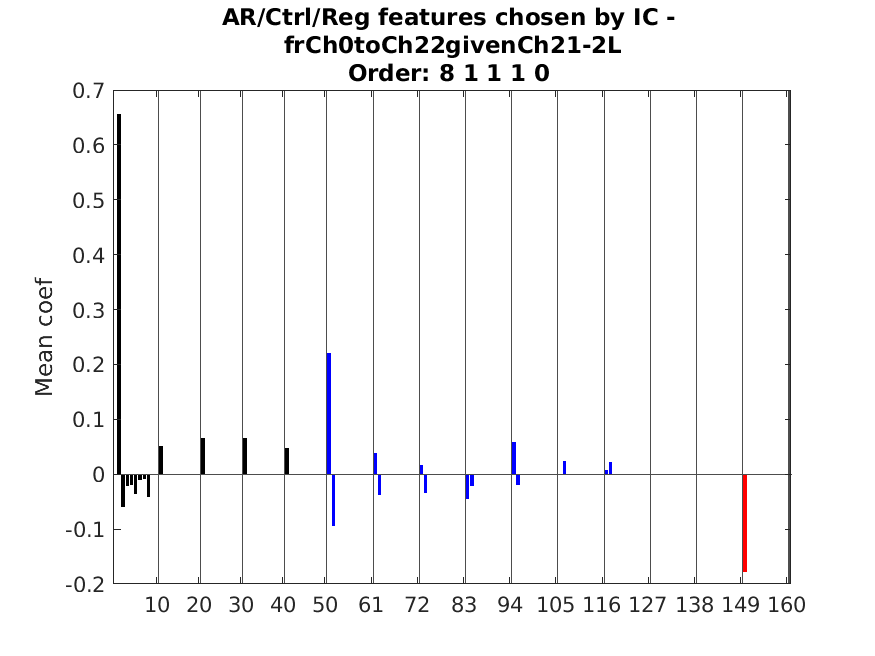 AR/Ctrl/Reg features chosen by IC -
frCh0toCh22givenCh21-2L
Order: 8 1 1 1 0
0.7
0.6
0.5
0.4
0.3
0.2
0.1
0
-0.1
-0.2
Mean coef
10 20 30 40 50 61 72 83 94 105 116 127 138 149 160